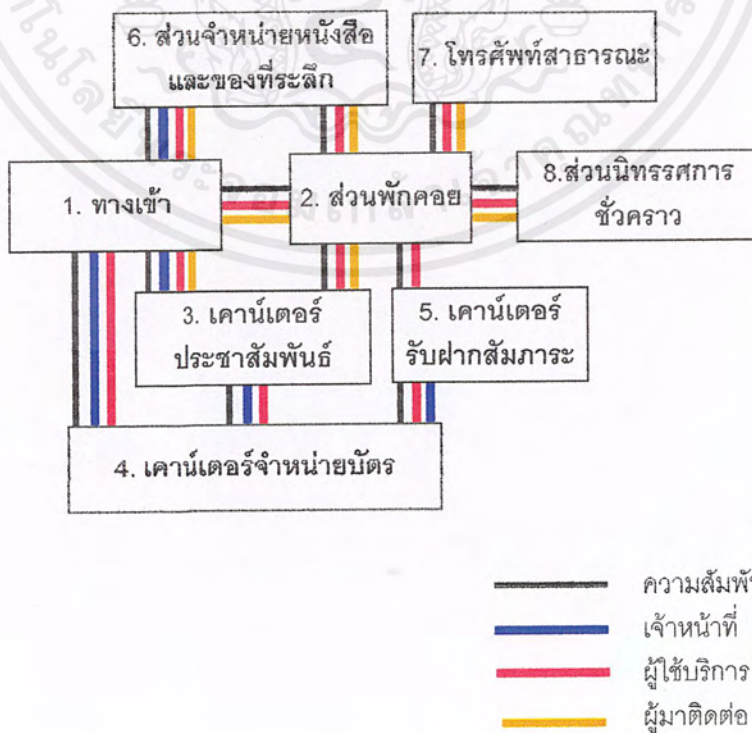 6. ส่วนจำหน่ายหนังสือ
และของที่ระลึก
7. โทรศัพท์สาธารณะ
1. ทางเข้า
2. ส่วนพักคอย
8.ส่วนนิทรรศการ
ชั่วคราว
3. เคาน์เตอร์
ประชาสัมพันธ์
5. เคาน์เตอร์
รับฝากสัมภาระ
4. เคาน์เตอร์จำหน่ายบัตร
เจ้าหน้าที่
ผู้ใช้บริการ
ผู้มาติดต่อ